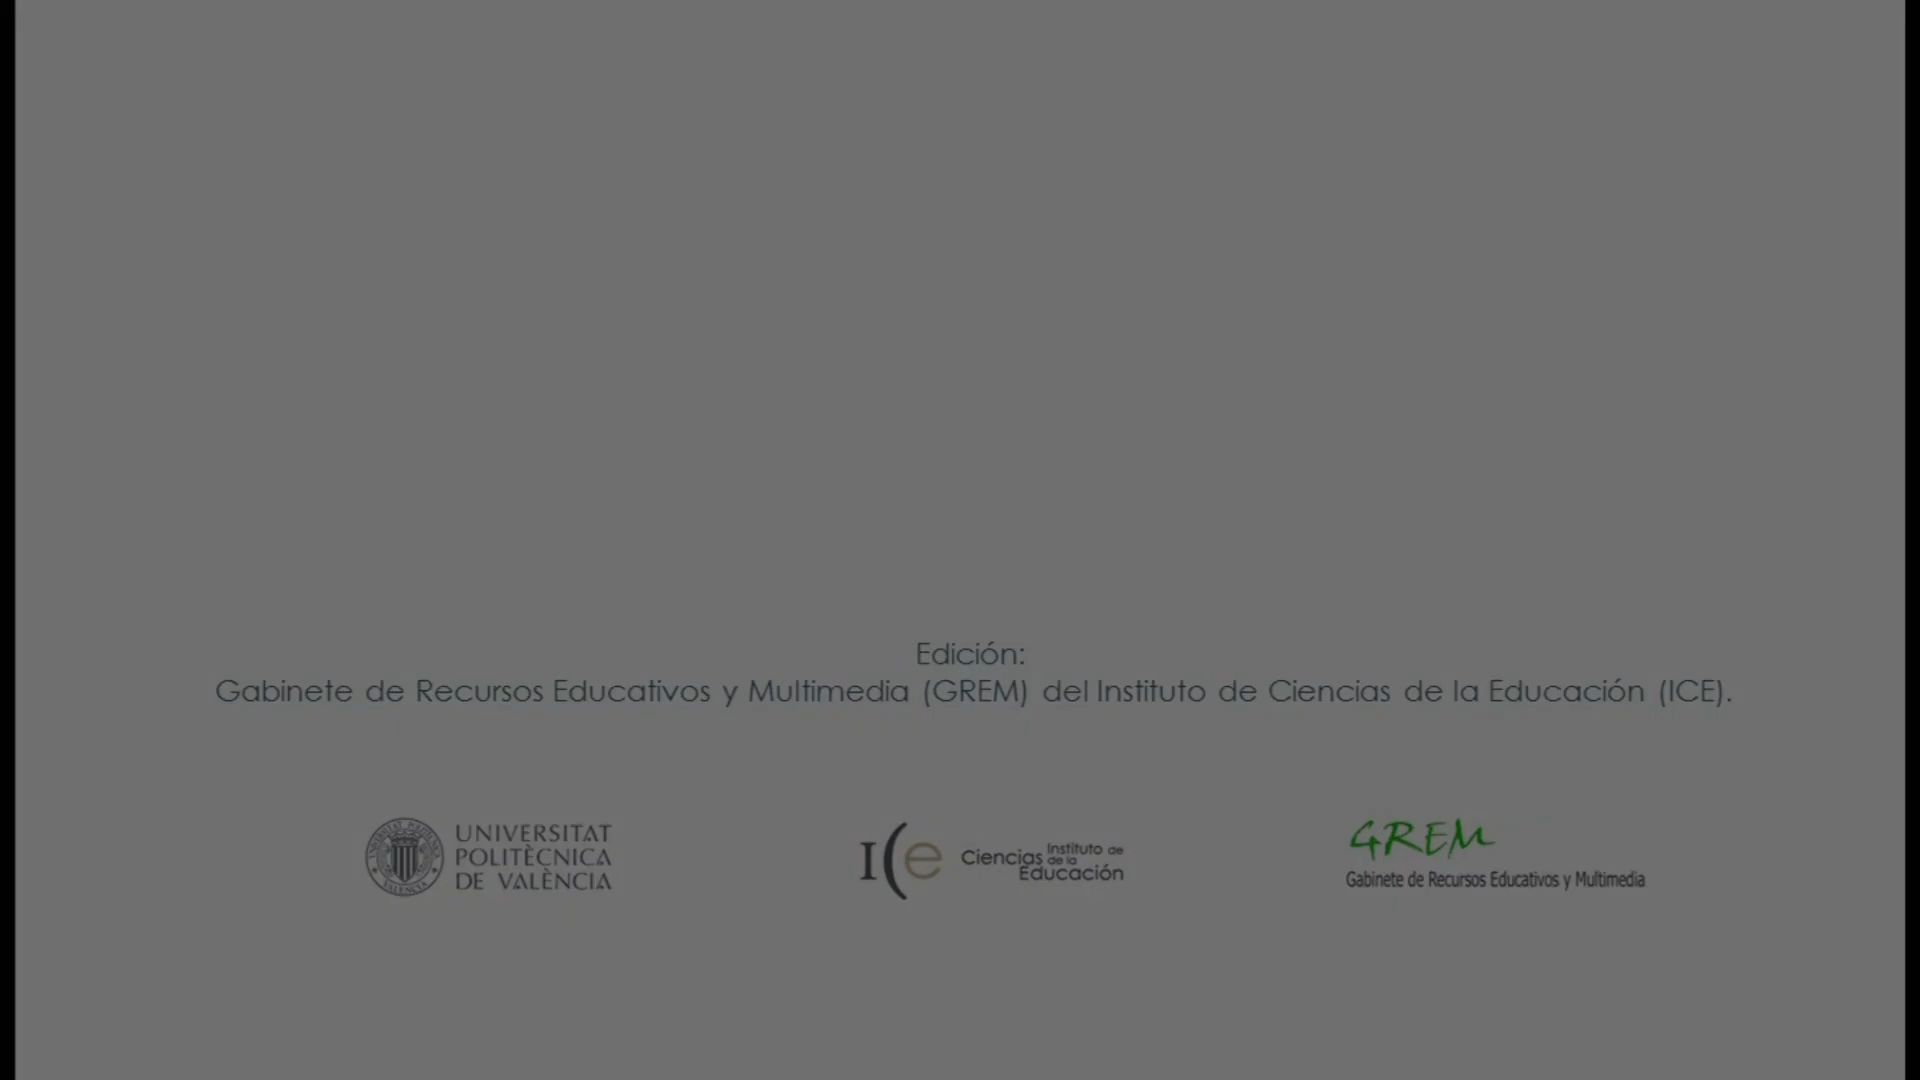 Edición:
Gabinete de Recursos Educativos y Multimedia (GREM) del Instituto de Ciencias de la Educación (ICE).
UNIVERSITAT
POLITÈCNICA
DE VALÈNCIA
ICe
Instituto de
Ciencias de la
Educación
GREM
Gabinete de Recursos Educativos y Multimedia